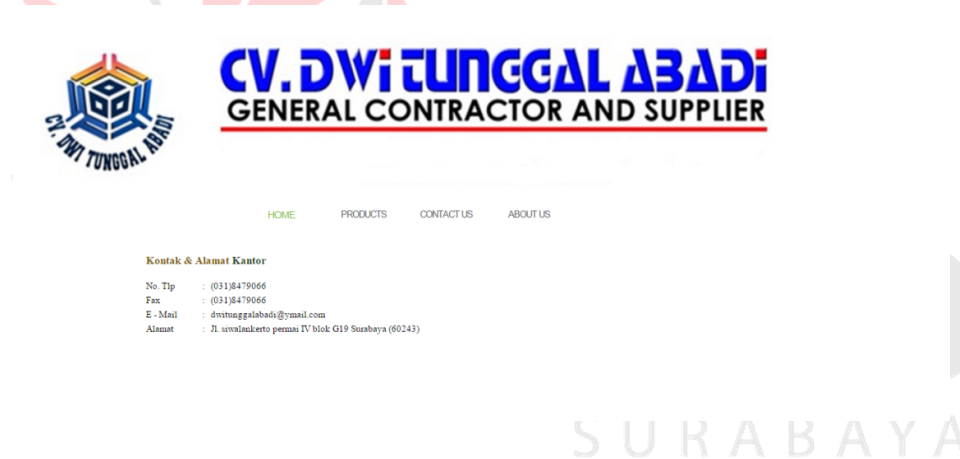 CV. DWI TUNGGAL ABADI
CV. DWi TUNGGAL ABADi
GENERAL CONTRACTOR AND SUPPLIER
HOME PRODUCTS CONTACT US ABOUT US
Kontak & Alamat Kantor
No. Tlp : (031)8479066
Fax : (031)8479066
E - Mail : dwitunggalabadi@ymail.com
Alamat : Jl. siwalankerto permai IV blok G19 Surabaya (60243)
SURABAYA